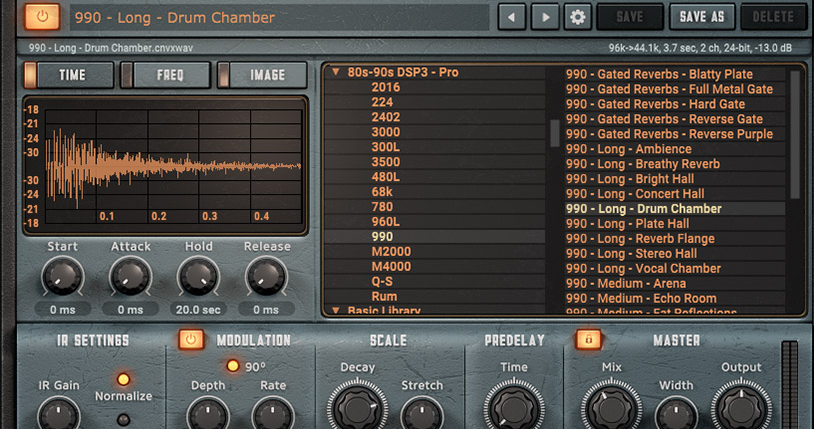 990 - Long - Drum Chamber
SAVE
SAVE AS
DELETE
990 - Long - Drum Chamber.cnvxwav
96k->44.1k, 3.7 sec, 2 ch, 24-bit, -13.0 dB
TIME
FREQ
IMAGE
-18
-21
-24
-30
-30
-24
-21
-18
0.1
0.2
0.3
0.4
Start
Attack
Hold
Release
0 ms
0 ms
20.0 sec
0 ms
80s-90s DSP3 - Pro
2016
224
2402
3000
300L
3500
480L
68k
780
960L
990
M2000
M4000
Q-S
Rum
Basic Library
990 - Gated Reverbs - Blatty Plate
990 - Gated Reverbs - Full Metal Gate
990 - Gated Reverbs - Hard Gate
990 - Gated Reverbs - Reverse Gate
990 - Gated Reverbs - Reverse Purple
990 - Long - Ambience
990 - Long - Breathy Reverb
990 - Long - Bright Hall
990 - Long - Concert Hall
990 - Long - Drum Chamber
990 - Long - Plate Hall
990 - Long - Reverb Flange
990 - Long - Stereo Hall
990 - Long - Vocal Chamber
990 - Medium - Arena
990 - Medium - Echo Room
990 - Medium - Fat Reflections
IR SETTINGS
MODULATION
SCALE
PREDELAY
MASTER
IR Gain
Normalize
90°
Depth
Rate
Decay
Stretch
Time
Mix
Width
Output